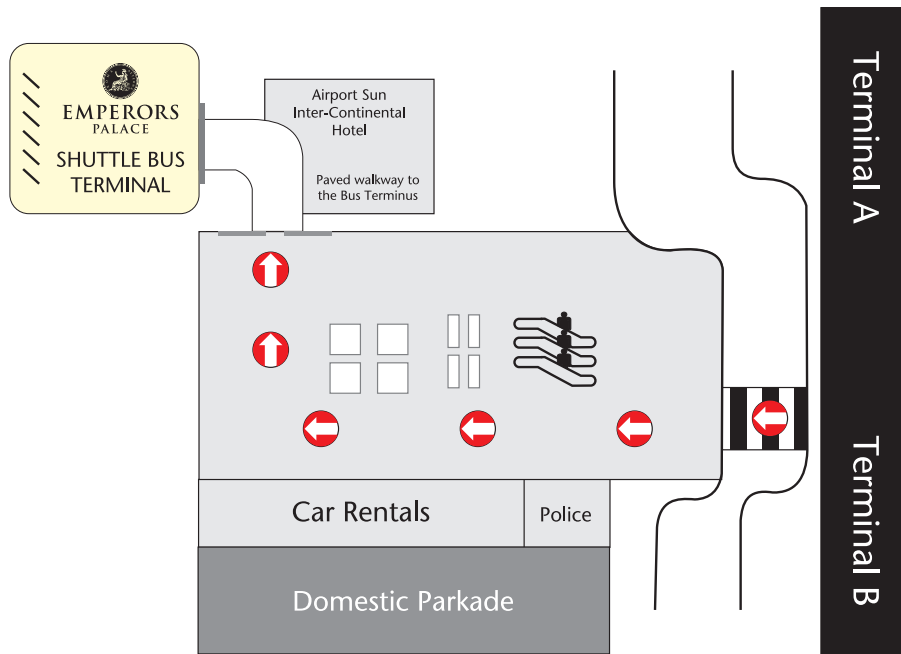 EMPERORS
PALACE
SHUTTLE BUS
TERMINAL
Airport Sun
Inter-Continental
Hotel
Paved walkway to
the Bus Terminus
Terminal A
Terminal B
Car Rentals
Police
Domestic Parkade